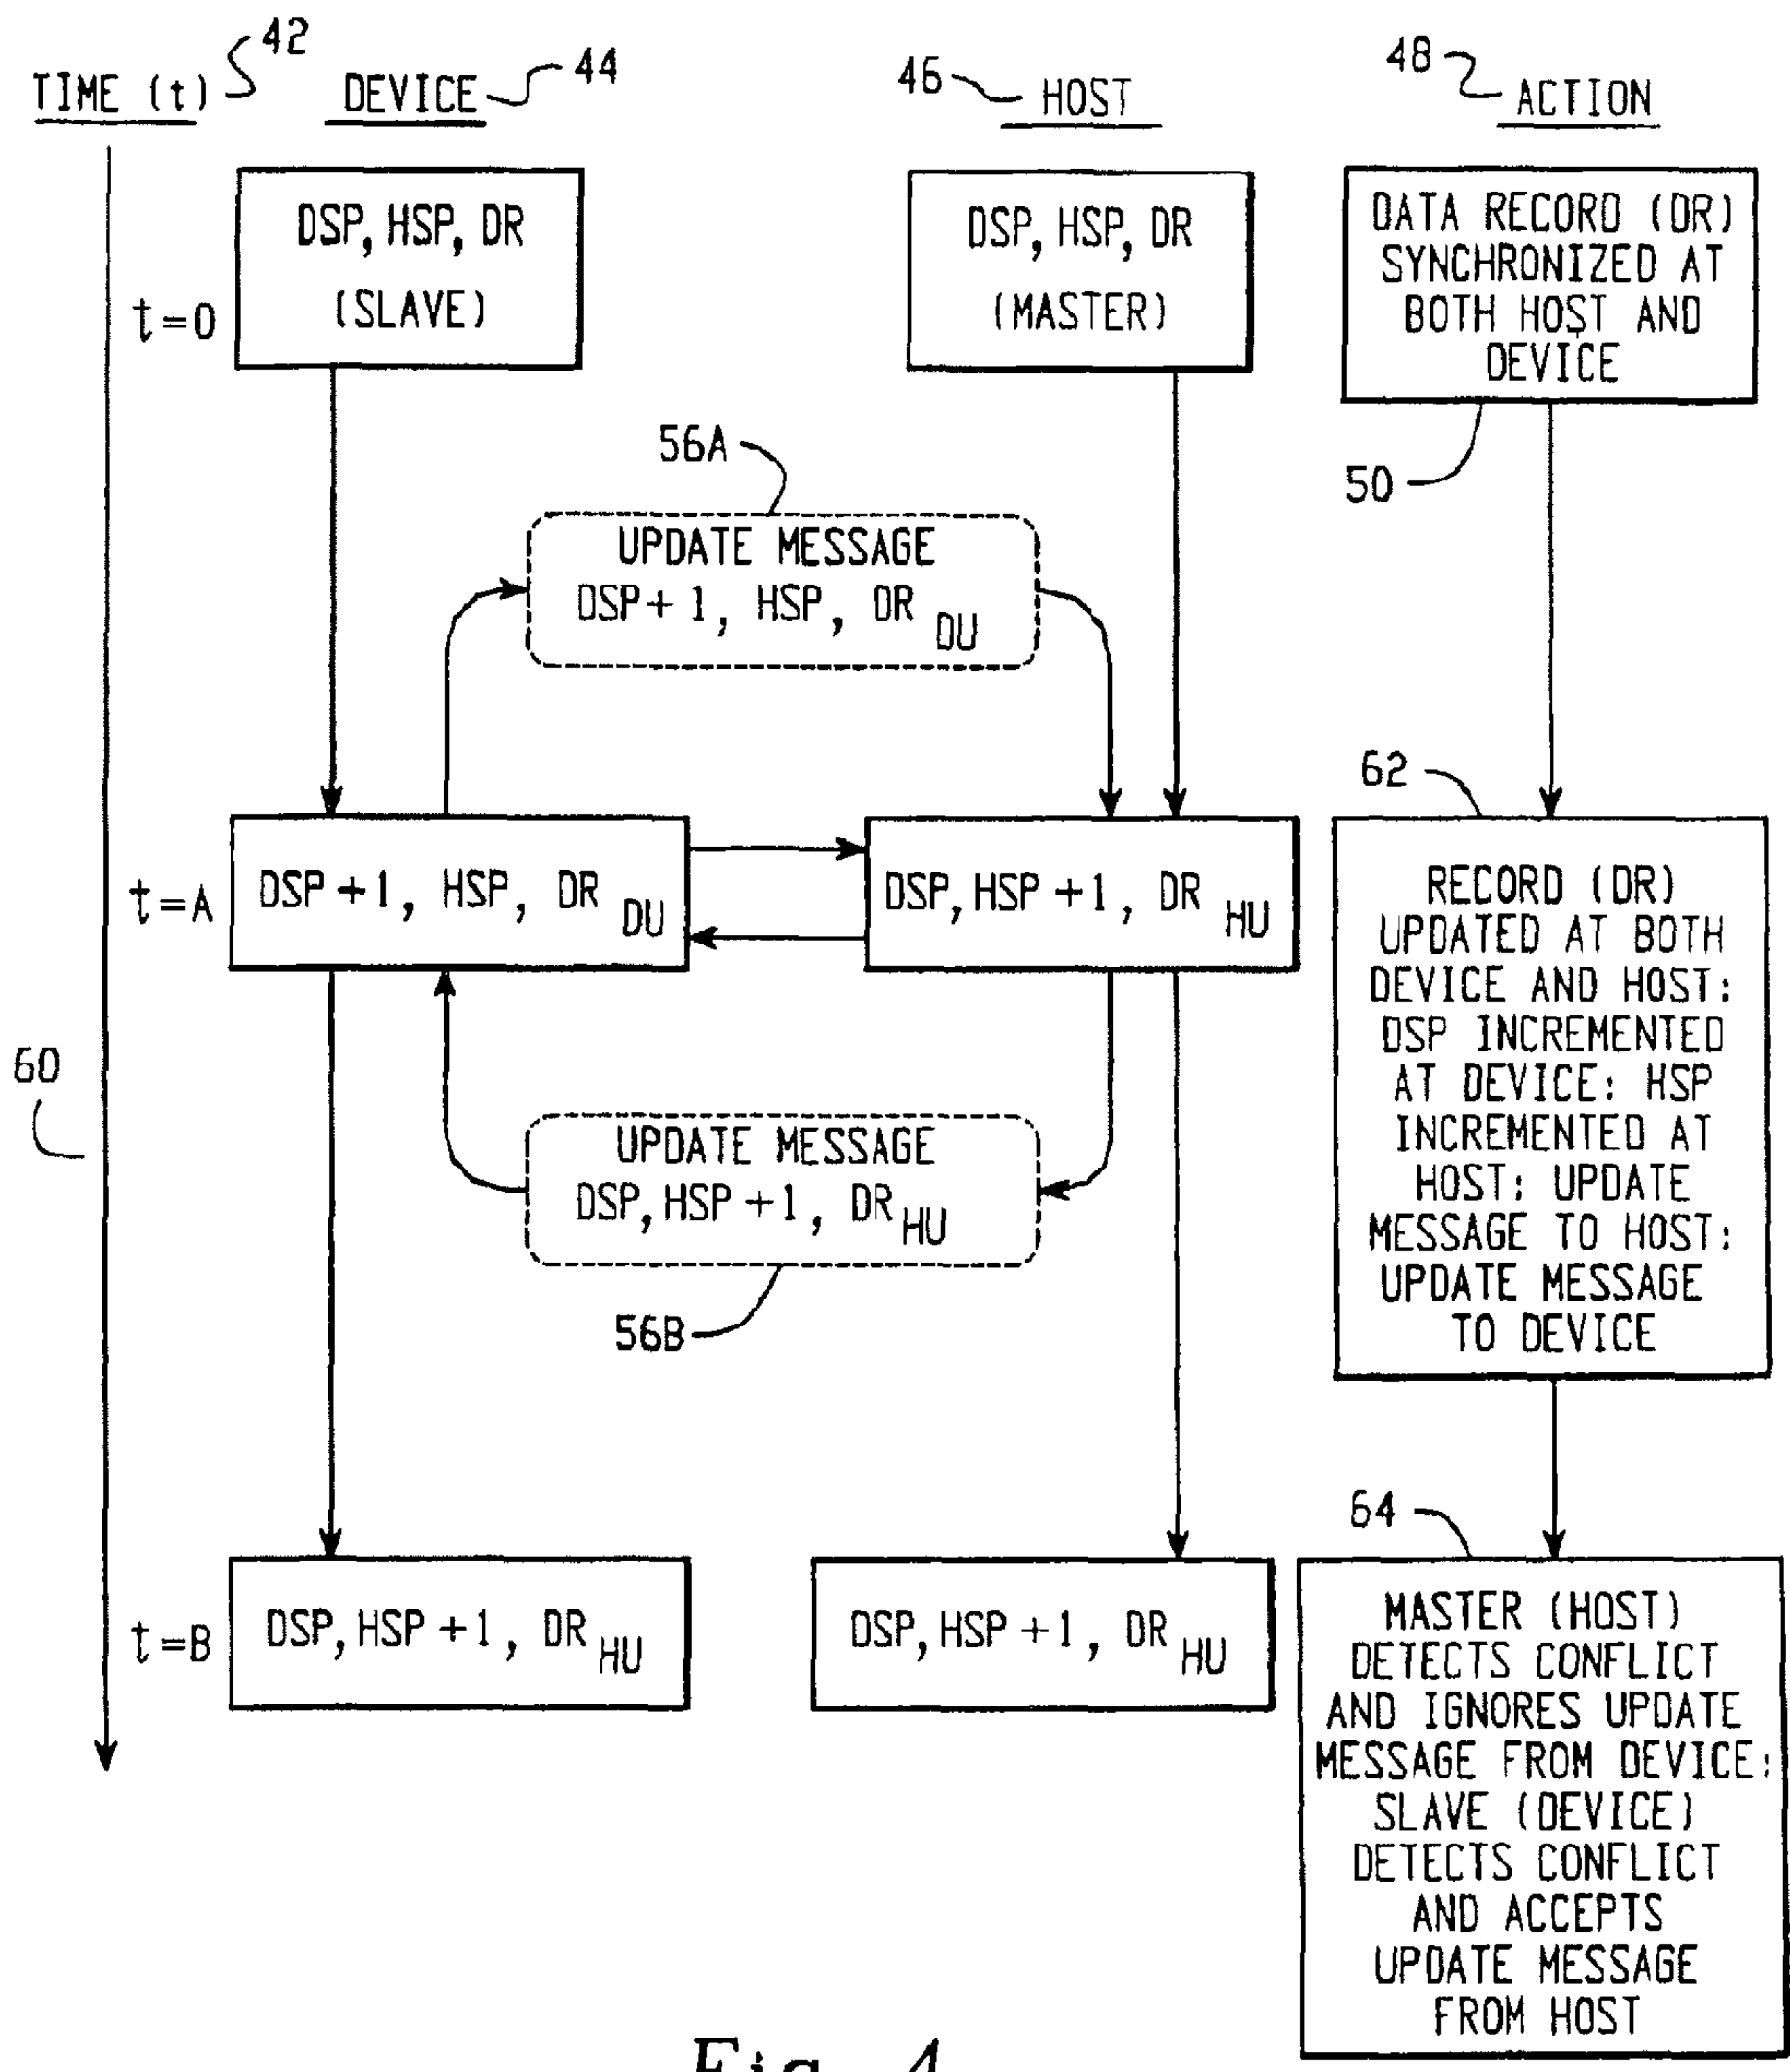 TIME (t) 42
DEVICE 44
46 HOST
48 ACTION
t=0
DSP, HSP, DR
(SLAVE)
DSP, HSP, DR
(MASTER)
DATA RECORD (DR)
SYNCHRONIZED AT
BOTH HOST AND
DEVICE
50
56A
UPDATE MESSAGE
DSP+1, HSP, DR DU
62
t=A
DSP+1, HSP, DR DU
DSP, HSP+1, DR HU
RECORD (DR)
UPDATED AT BOTH
DEVICE AND HOST:
DSP INCREMENTED
AT DEVICE: HSP
INCREMENTED AT
HOST: UPDATE
MESSAGE TO HOST:
UPDATE MESSAGE
TO DEVICE
60
UPDATE MESSAGE
DSP, HSP+1, DR HU
56B
64
t=B
DSP, HSP+1, DR HU
DSP, HSP+1, DR HU
MASTER (HOST)
DETECTS CONFLICT
AND IGNORES UPDATE
MESSAGE FROM DEVICE:
SLAVE (DEVICE)
DETECTS CONFLICT
AND ACCEPTS
UPDATE MESSAGE
FROM HOST
Fig. 4